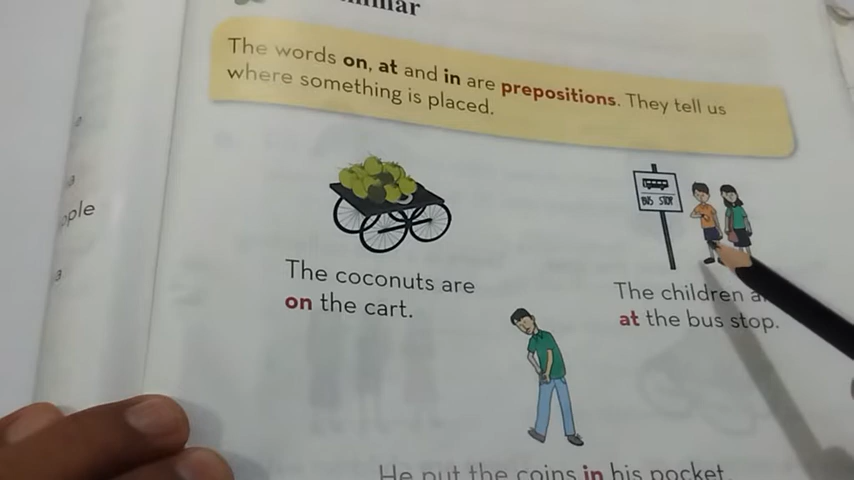 The words on, at and in are prepositions. They tell us
where something is placed.
BUS STOP
The coconuts are
on the cart.
The children
at the bus stop.
He put the coins in his pocket.